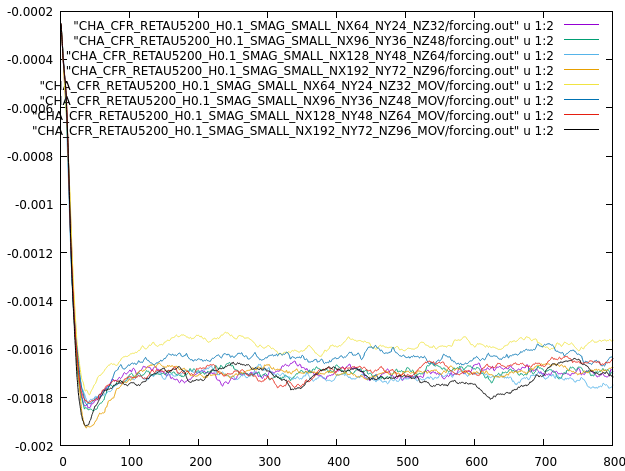 -0.002
"CHA_CFR_RETAU5200_H0.1_SMAG_SMALL_NX64_NY24_NZ32/forcing.out" u 1:2
"CHA_CFR_RETAU5200_H0.1_SMAG_SMALL_NX96_NY36_NZ48/forcing.out" u 1:2
-0.0004
"CHA_CFR_RETAU5200_H0.1_SMAG_SMALL_NX128_NY48_NZ64/forcing.out" u 1:2
"CHA_CFR_RETAU5200_H0.1_SMAG_SMALL_NX192_NY72_NZ96/forcing.out" u 1:2
"CHA_CFR_RETAU5200_H0.1_SMAG_SMALL_NX64_NY24_NZ32_MOV/forcing.out" u 1:2
-0.0006
"CHA_CFR_RETAU5200_H0.1_SMAG_SMALL_NX96_NY36_NZ48_MOV/forcing.out" u 1:2
"CHA_CFR_RETAU5200_H0.1_SMAG_SMALL_NX128_NY48_NZ64_MOV/forcing.out" u 1:2
"CHA_CFR_RETAU5200_H0.1_SMAG_SMALL_NX192_NY72_NZ96_MOV/forcing.out" u 1:2
-0.0008
-0.001
-0.0012
-0.0014
-0.0016
-0.0018
-0.002
0 100 200 300 400 500 600 700 800